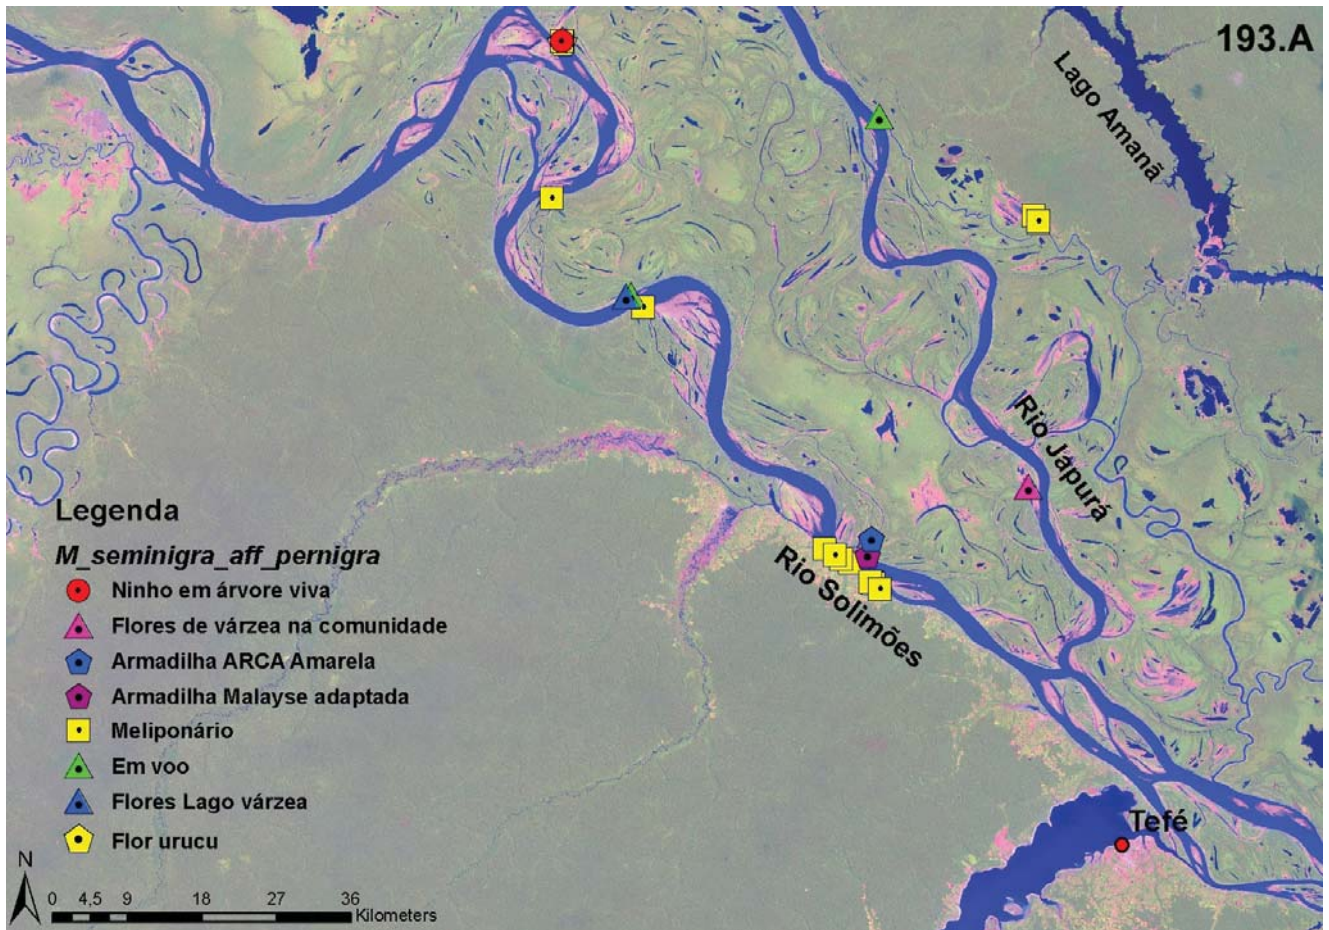 193.A
Lago Amanã
Rio Japurá
Rio Solimões
Tefé
Legenda
M_seminigra_aff_pernigra
Ninho em árvore viva
Flores de várzea na comunidade
Armadilha ARCA Amarela
Armadilha Malayse adaptada
Meliponário
Em voo
Flores Lago várzea
Flor urucu
N
0 4,5 9 18 27 36
Kilometers